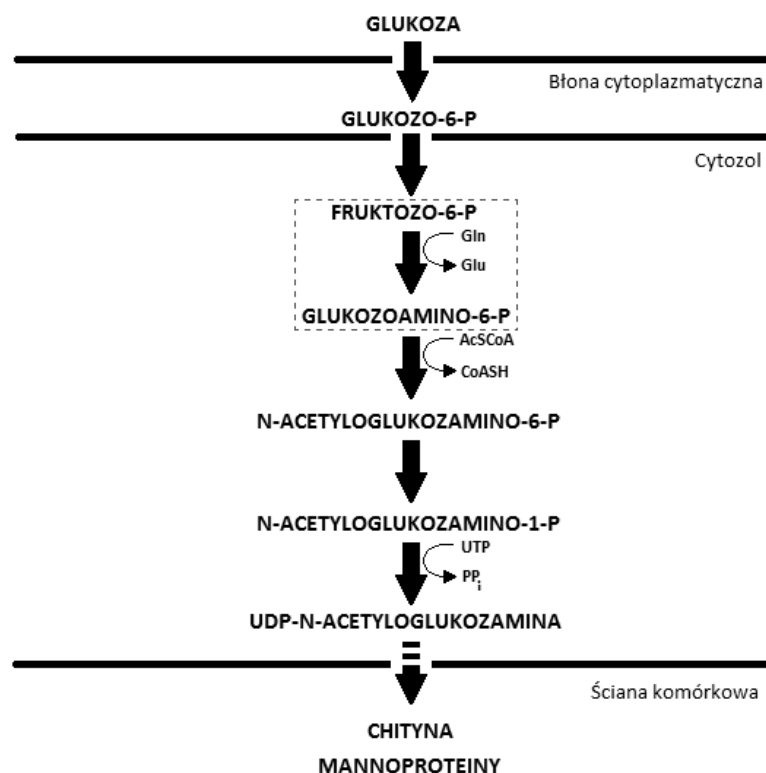 GLUKOZA
Błona cytoplazmatyczna
GLUKOZO-6-P
Cytozol
FRUKTOZO-6-P
Gln
Glu
GLUKOZOAMINO-6-P
AcSCoA
CoASH
N-ACETYLOGLUKOZAMINO-6-P
N-ACETYLOGLUKOZAMINO-1-P
UTP
PPi
UDP-N-ACETYLOGLUKOZAMINA
Ściana komórkowa
CHITYNA
MANNOPROTEINY